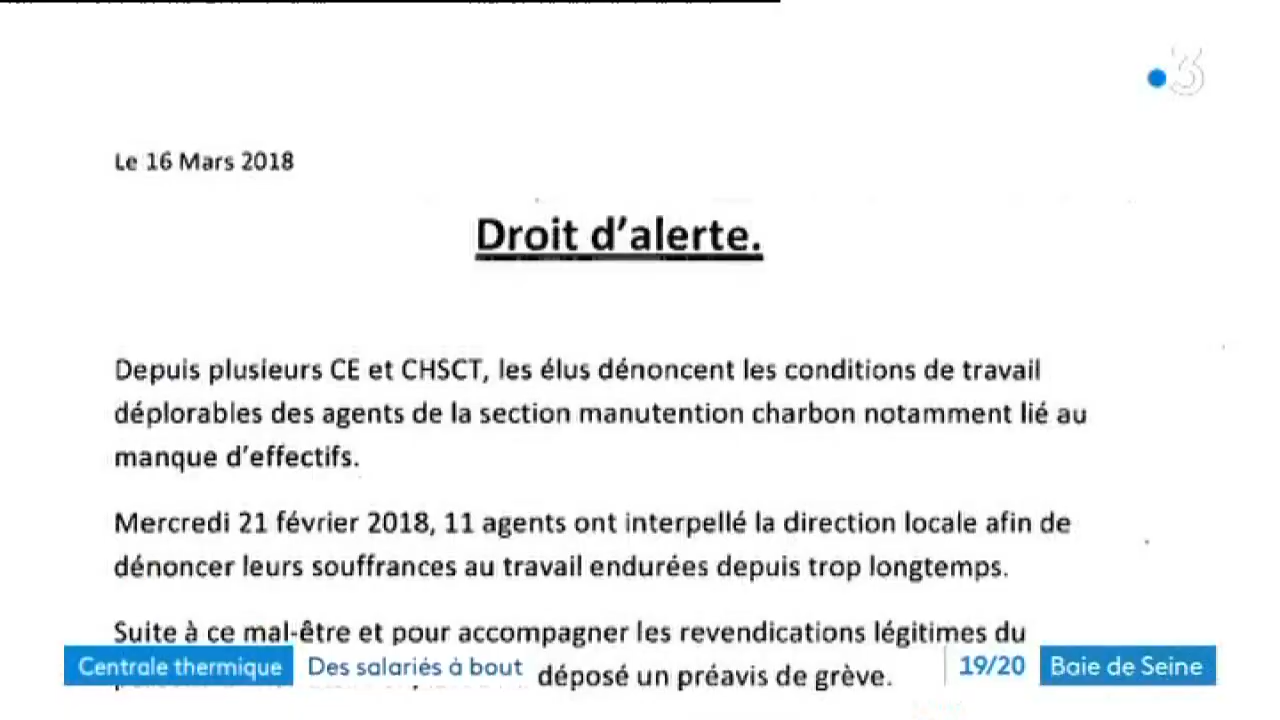 3
Le 16 Mars 2018
Droit d'alerte.
Depuis plusieurs CE et CHSCT, les élus dénoncent les conditions de travail
déplorables des agents de la section manutention charbon notamment lié au
manque d'effectifs.
Mercredi 21 février 2018, 11 agents ont interpellé la direction locale afin de
dénoncer leurs souffrances au travail endurées depuis trop longtemps.
Suite à ce mal-être et pour accompagner les revendications légitimes du
déposé un préavis de grève.
Centrale thermique Des salariés à bout 19/20 Baie de Seine